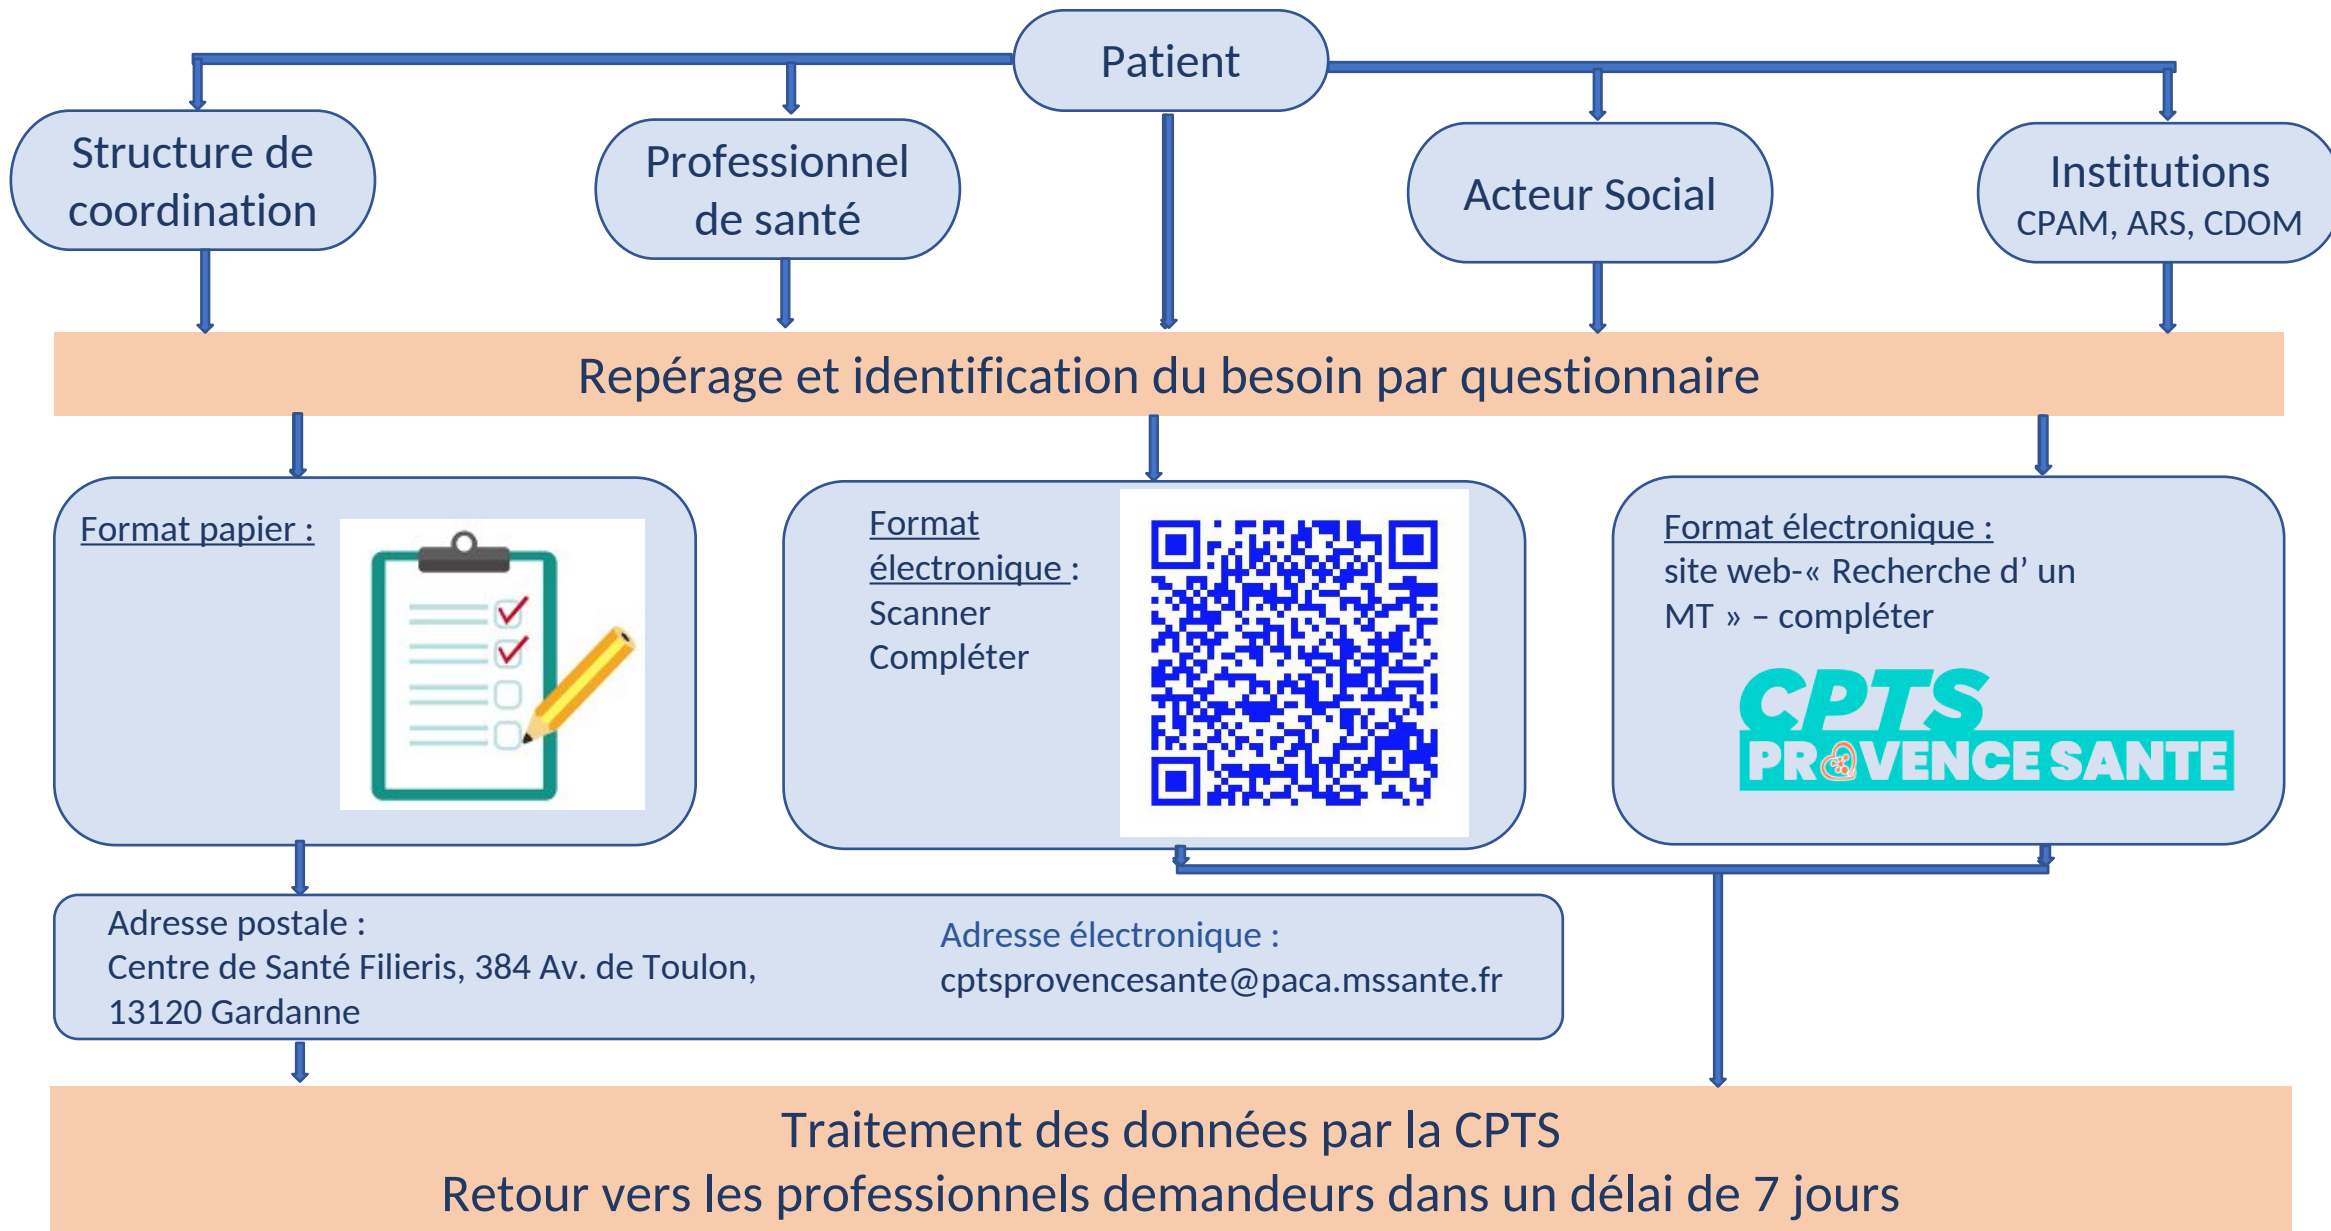 Patient
Structure de
coordination
Professionnel
de santé
Acteur Social
Institutions
CPAM, ARS, CDOM
Repérage et identification du besoin par questionnaire
Format papier :
Format
électronique :
Scanner
Compléter
Format électronique :
site web-« Recherche d’ un
MT » – compléter
CPTS
PROVENCE SANTE
Adresse postale :
Centre de Santé Filieris, 384 Av. de Toulon,
13120 Gardanne
Adresse électronique :
cptsprovencesante@paca.mssante.fr
Traitement des données par la CPTS
Retour vers les professionnels demandeurs dans un délai de 7 jours